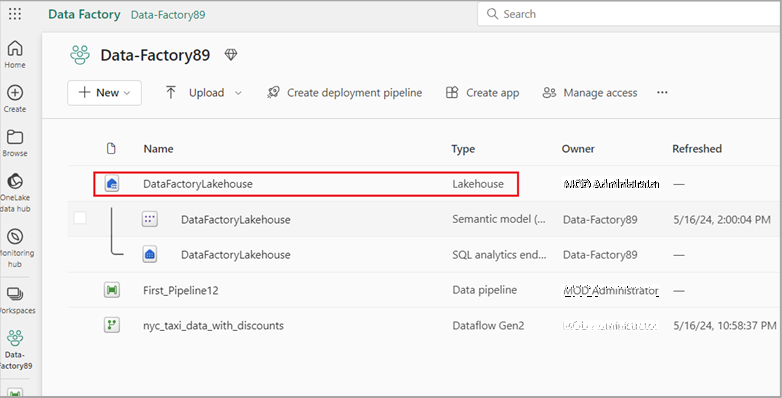 Data Factory Data-Factory89 Search
Data-Factory89
Home
New Upload Create deployment pipeline Create app Manage access ...
Create
Browse
OneLake
data hub
Monitoring
hub
Workspaces
Data-
Factory89
Name Type Owner Refreshed
DataFactoryLakehouse Lakehouse MOD Administrator —
DataFactoryLakehouse Semantic model (... Data-Factory89 5/16/24, 2:00:04 PM
DataFactoryLakehouse SQL analytics end... Data-Factory89 —
First_Pipeline12 Data pipeline MOD Administrator —
nyc_taxi_data_with_discounts Dataflow Gen2 MOD Administrator 5/16/24, 10:58:37 PM